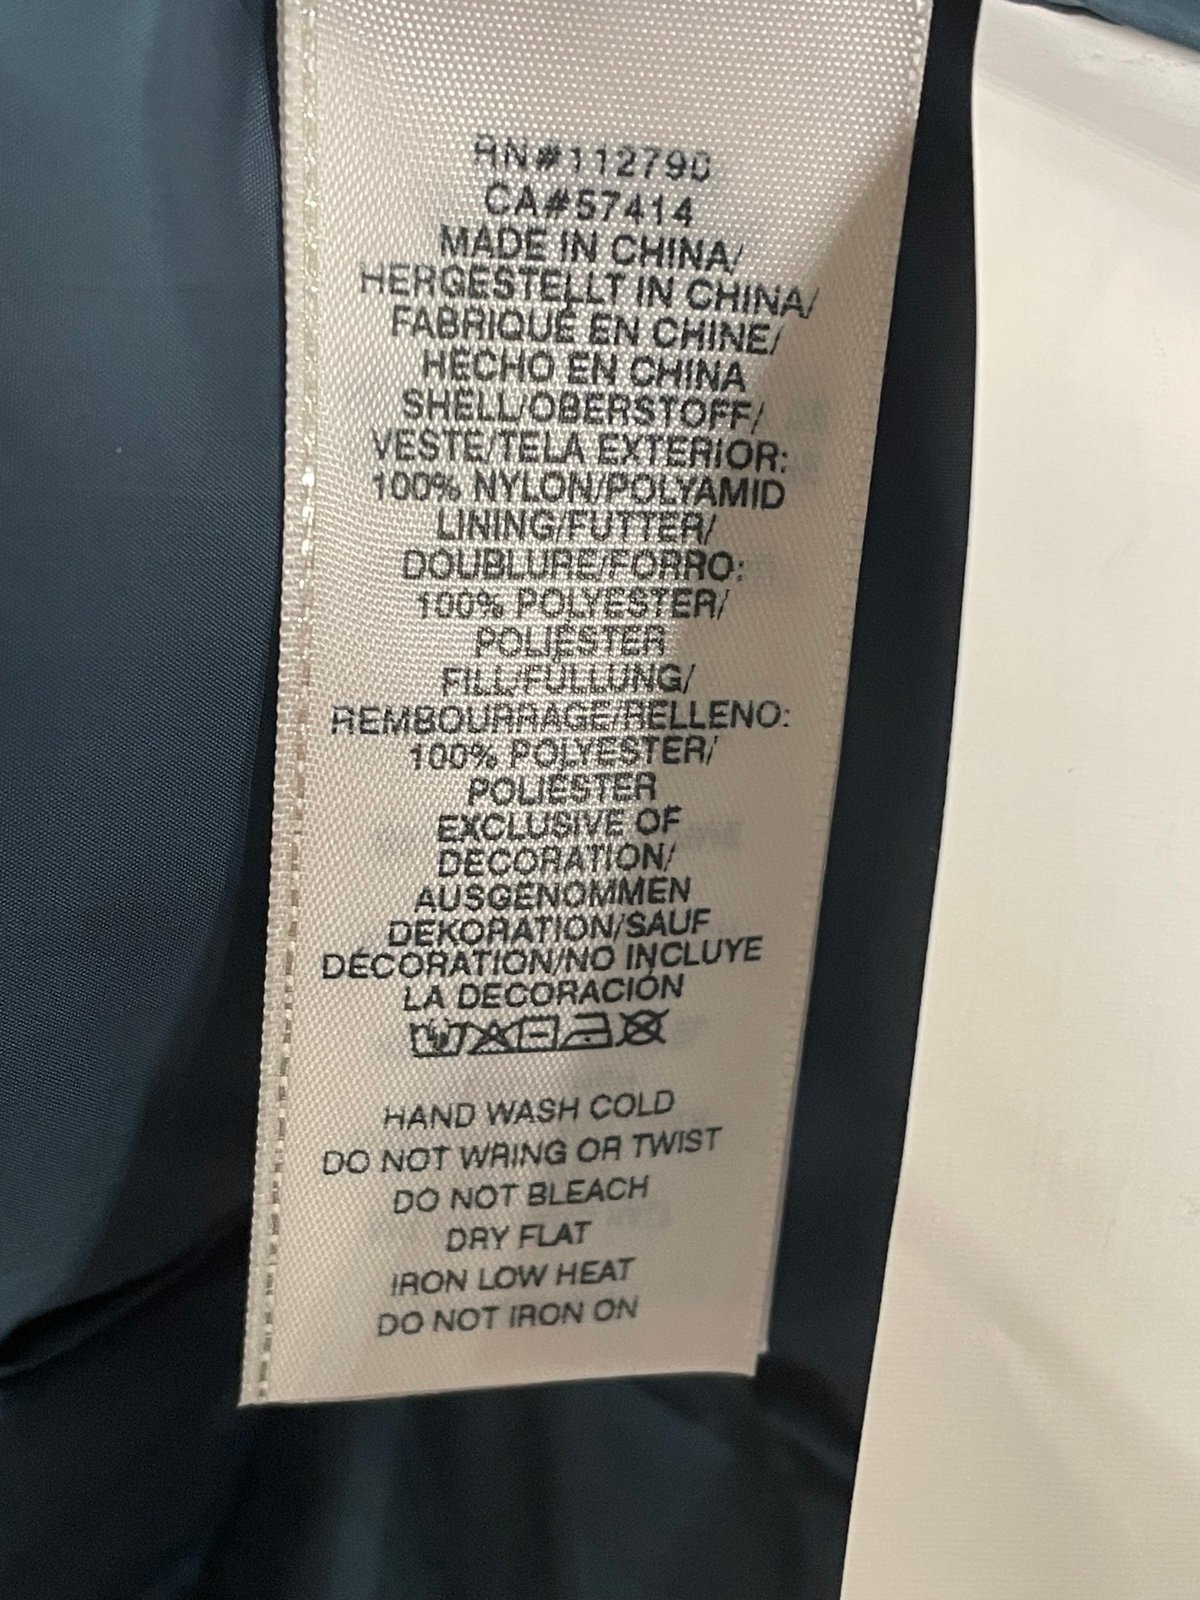 RN#112790
CA#57414
MADE IN CHINA/
HERGESTELLT IN CHINA/
FABRIQUÉ EN CHINE/
HECHO EN CHINA
SHELL/OBERSTOFF/
VESTE/TELA EXTERIOR:
100% NYLON/POLYAMID
LINING/FUTTER/
DOUBLURE/FORRO:
100% POLYESTER/
POLIÉSTER
FILL/FÜLLUNG/
REMBOURRAGE/RELLENO:
100% POLYESTER/
POLIÉSTER
EXCLUSIVE OF
DECORATION/
AUSGENOMMEN
DEKORATION/SAUF
DÉCORATION/NO INCLUYE
LA DECORACIÓN
HAND WASH COLD
DO NOT WRING OR TWIST
DO NOT BLEACH
DRY FLAT
IRON LOW HEAT
DO NOT IRON ON